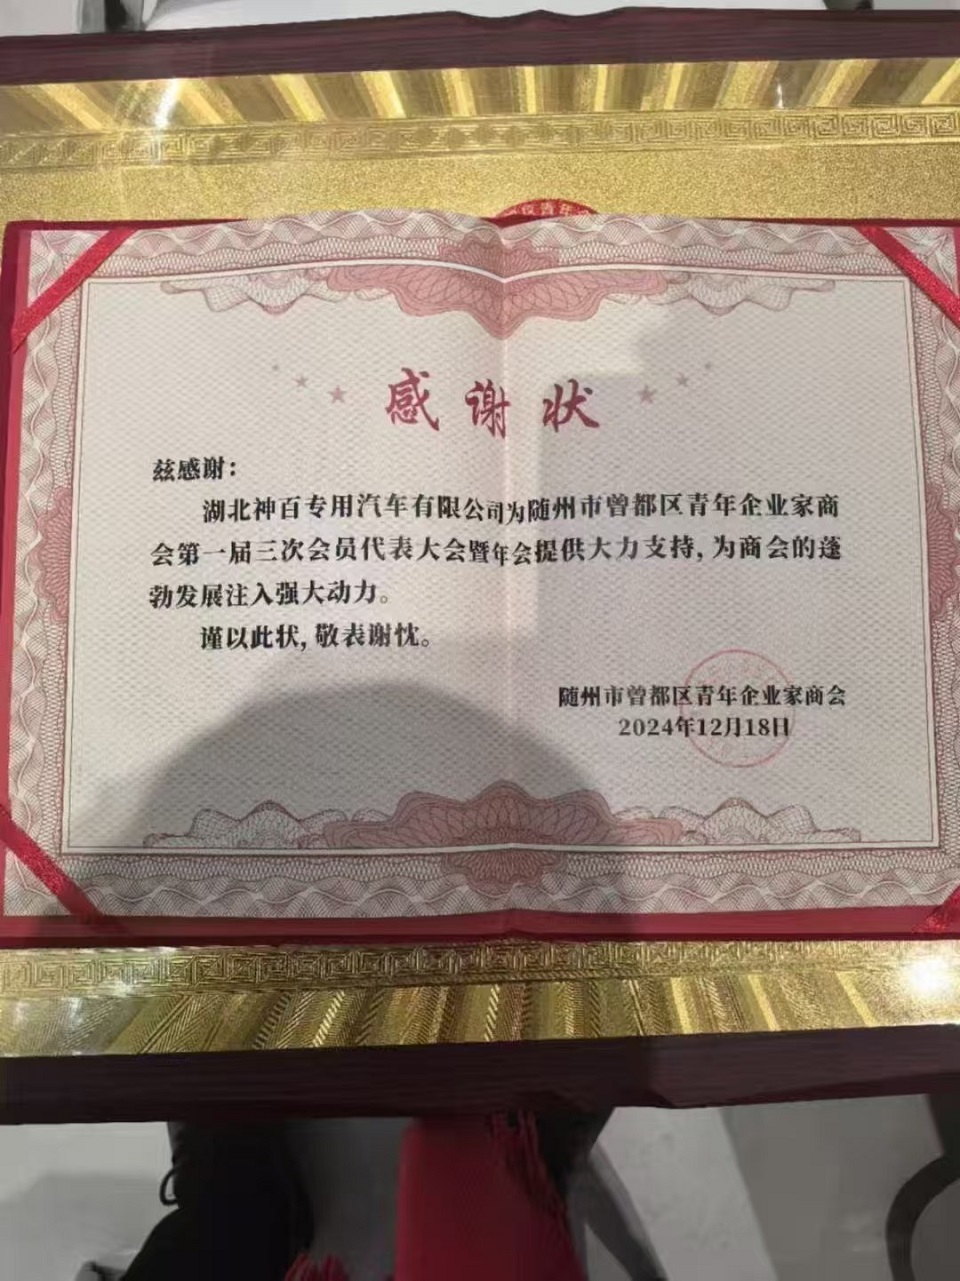 区青年
感谢状
兹感谢：
湖北神百专用汽车有限公司为随州市曾都区青年企业家商
会第一届三次会员代表大会暨年会提供大力支持，为商会的蓬
勃发展注入强大动力。
谨以此状，敬表谢忱。
随州市曾都区青年企业家商会
2024年12月18日